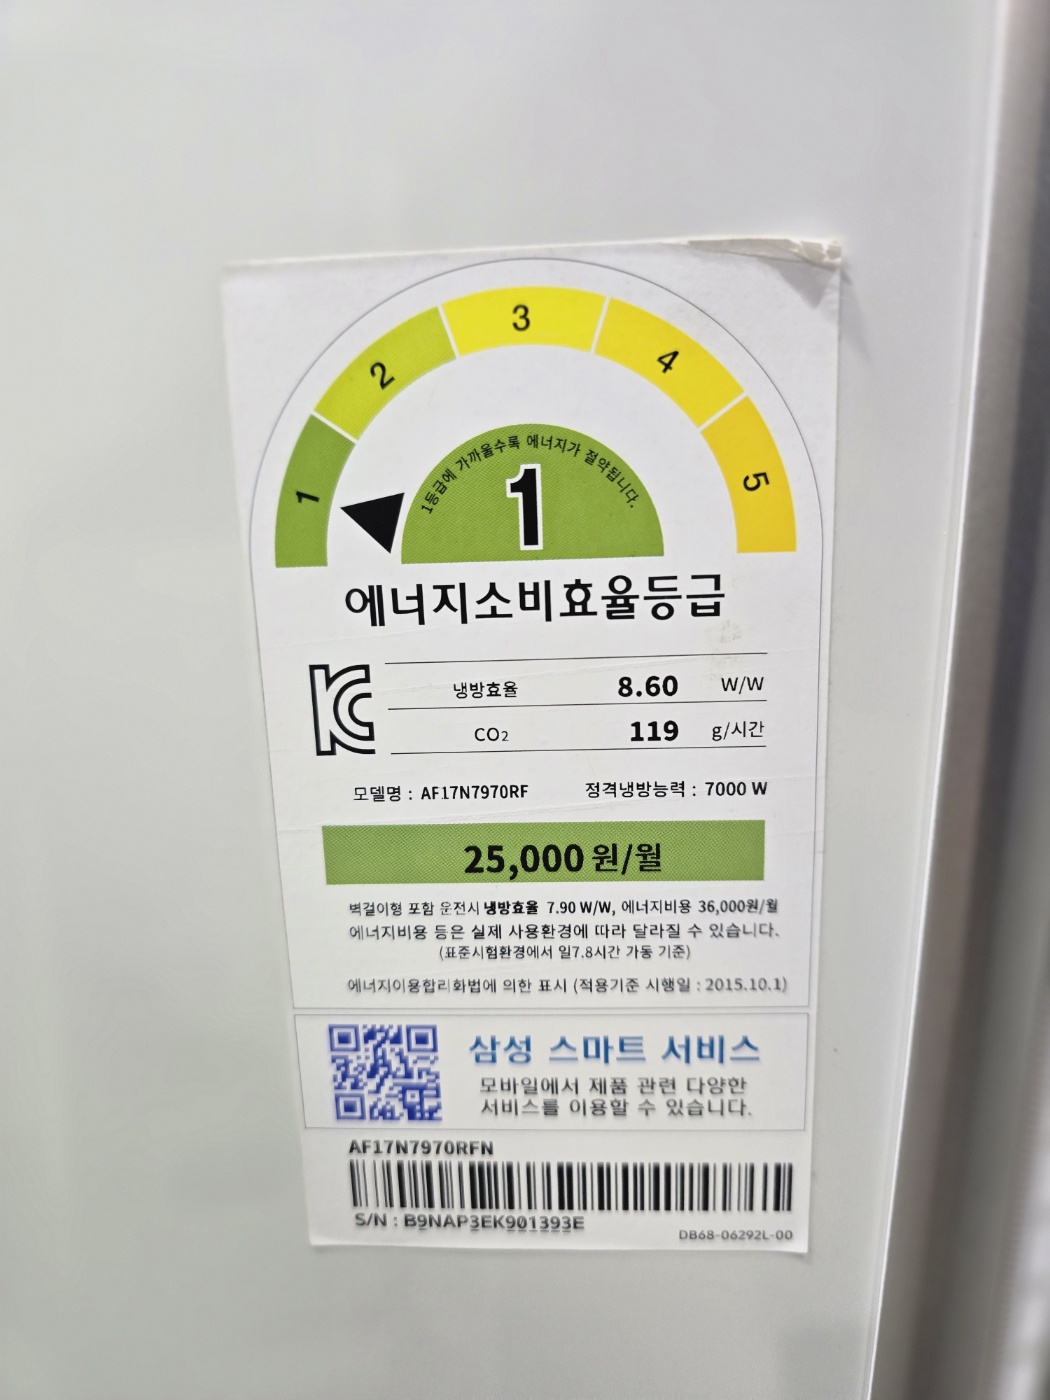 3
2
4
1
5
1등급에 가까울수록 에너지가 절약됩니다.
1
에너지소비효율등급
냉방효율 8.60 W/W
CO₂ 119 g/시간
모델명 : AF17N7970RF 정격냉방능력 : 7000 W
25,000 원/월
벽걸이형 포함 운전시 냉방효율 7.90 W/W, 에너지비용 36,000원/월
에너지비용 등은 실제 사용환경에 따라 달라질 수 있습니다.
(표준시험환경에서 일7.8시간 가동 기준)
에너지이용합리화법에 의한 표시 (적용기준 시행일 : 2015.10.1)
삼성 스마트 서비스
모바일에서 제품 관련 다양한
서비스를 이용할 수 있습니다.
AF17N7970RFN
S/N : B9NAP3EK901393E
DB68-06292L-00